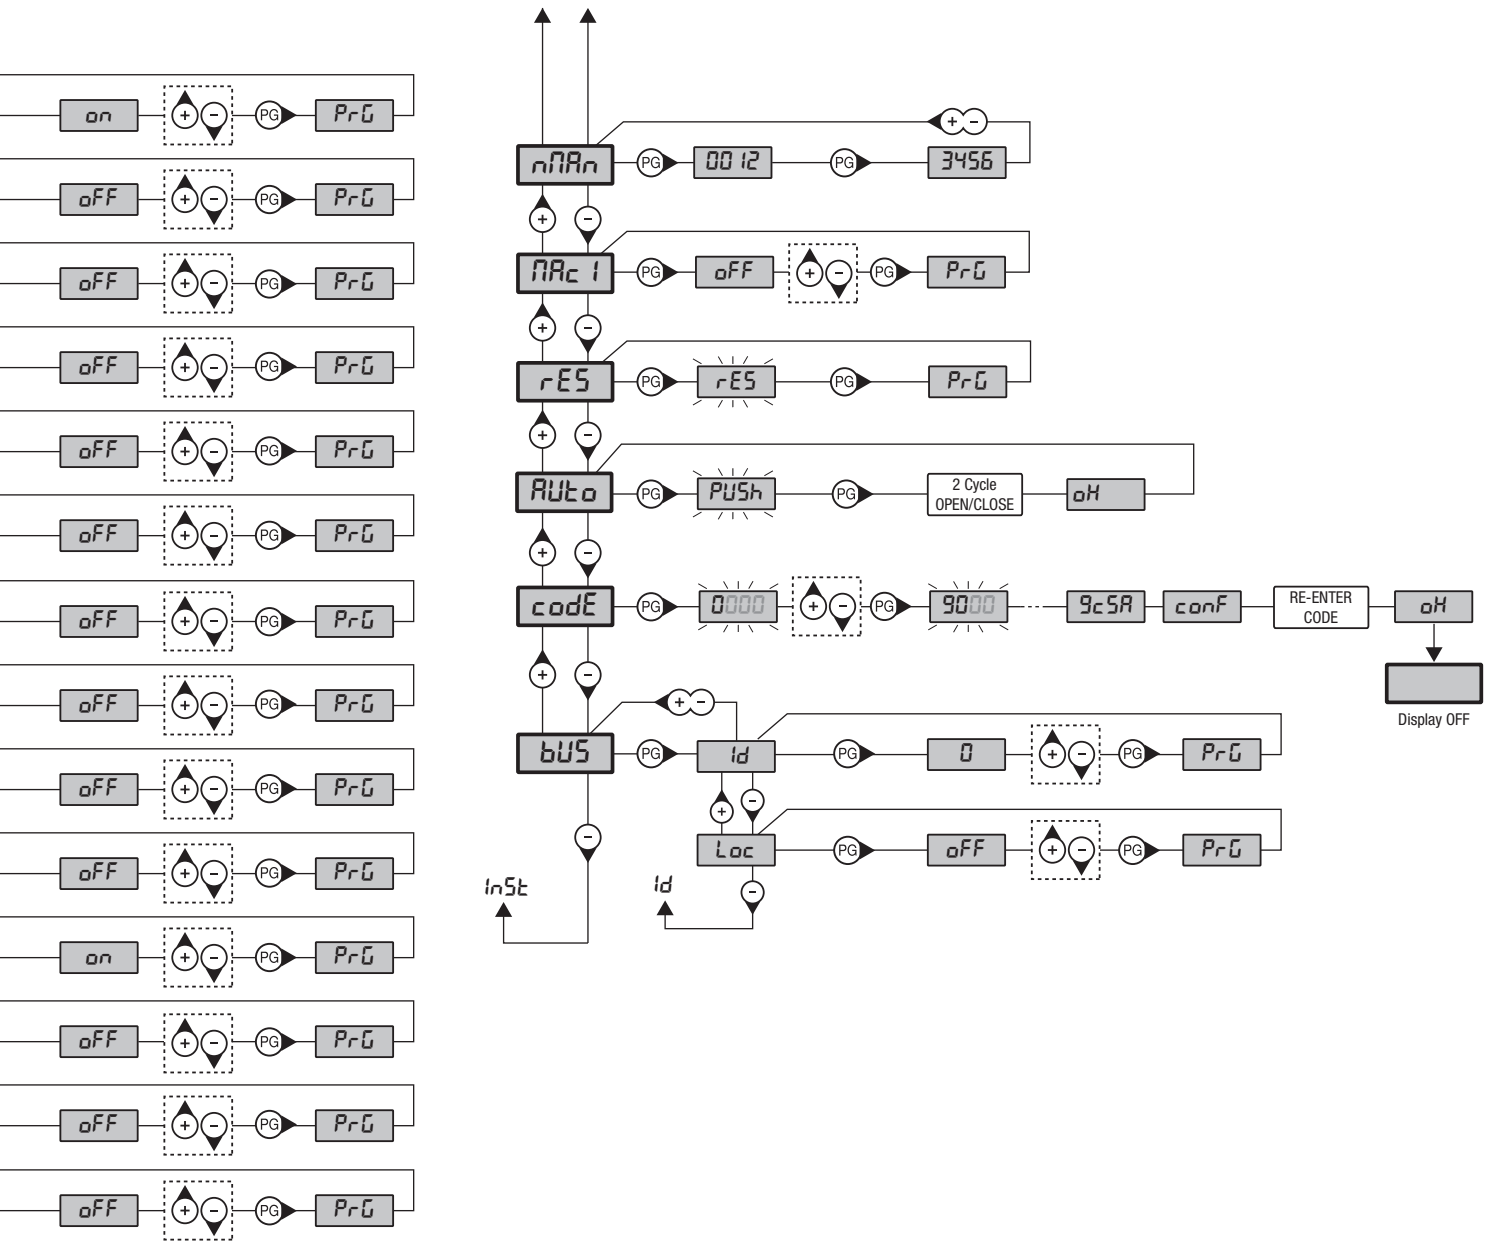 on + - PG PrG
oFF + - PG PrG
oFF + - PG PrG
oFF + - PG PrG
oFF + - PG PrG
oFF + - PG PrG
oFF + - PG PrG
oFF + - PG PrG
oFF + - PG PrG
oFF + - PG PrG
on + - PG PrG
oFF + - PG PrG
oFF + - PG PrG
oFF + - PG PrG
+ -
nMAn PG 0012 PG 3456
+ -
MAc1 PG oFF + - PG PrG
+ -
rES PG rES PG PrG
+ -
AUto PG PUSh PG 2 Cycle
OPEN/CLOSE oH
+ -
codE PG 0000 + - PG 9000 9c5A conF RE-ENTER
CODE oH
+ -
Display OFF
+ -
bUS PG Id PG 0 + - PG PrG
+ -
-
Loc PG oFF + - PG PrG
InSt Id -